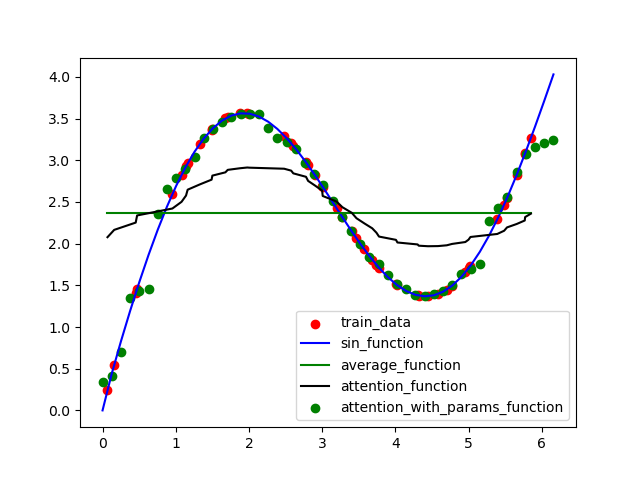 4.0
3.5
3.0
2.5
2.0
1.5
1.0
0.5
0.0
train_data
sin_function
average_function
attention_function
attention_with_params_function
0 1 2 3 4 5 6